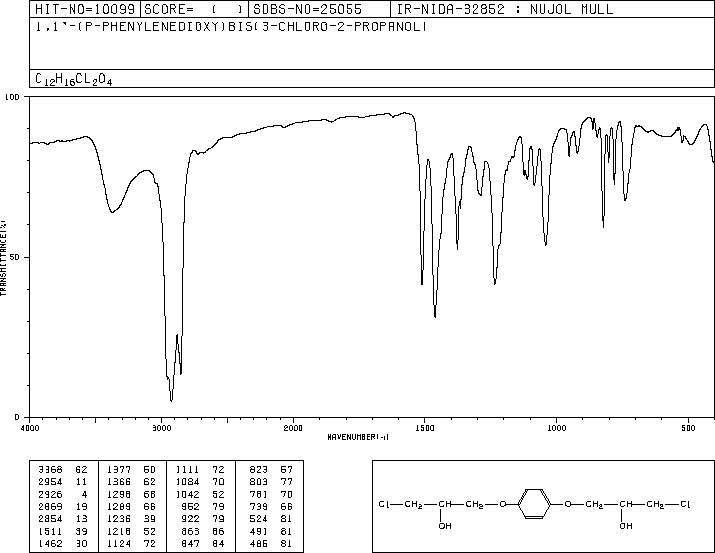 HIT-NO=10099 SCORE= ( ) SDBS-NO=25055 IR-NIDA-32852 : NUJOL MULL
1,1'-(P-PHENYLENEDIOXY)BIS(3-CHLORO-2-PROPANOL)
C12H16CL2O4
100
50
0
TRANSMITTANCE(%)
4000 3000 2000 1500 1000 500
WAVENUMBER(-1)
3368 62 1377 50 1111 72 823 57
2954 11 1366 62 1084 70 803 77
2926 4 1298 66 1042 52 781 70
2869 19 1289 66 952 79 739 66
2854 13 1236 39 922 79 524 81
1511 39 1218 52 863 86 491 81
1462 30 1124 72 847 84 486 81
Cl CH2 CH CH2 O O CH2 CH CH2 Cl
OH OH